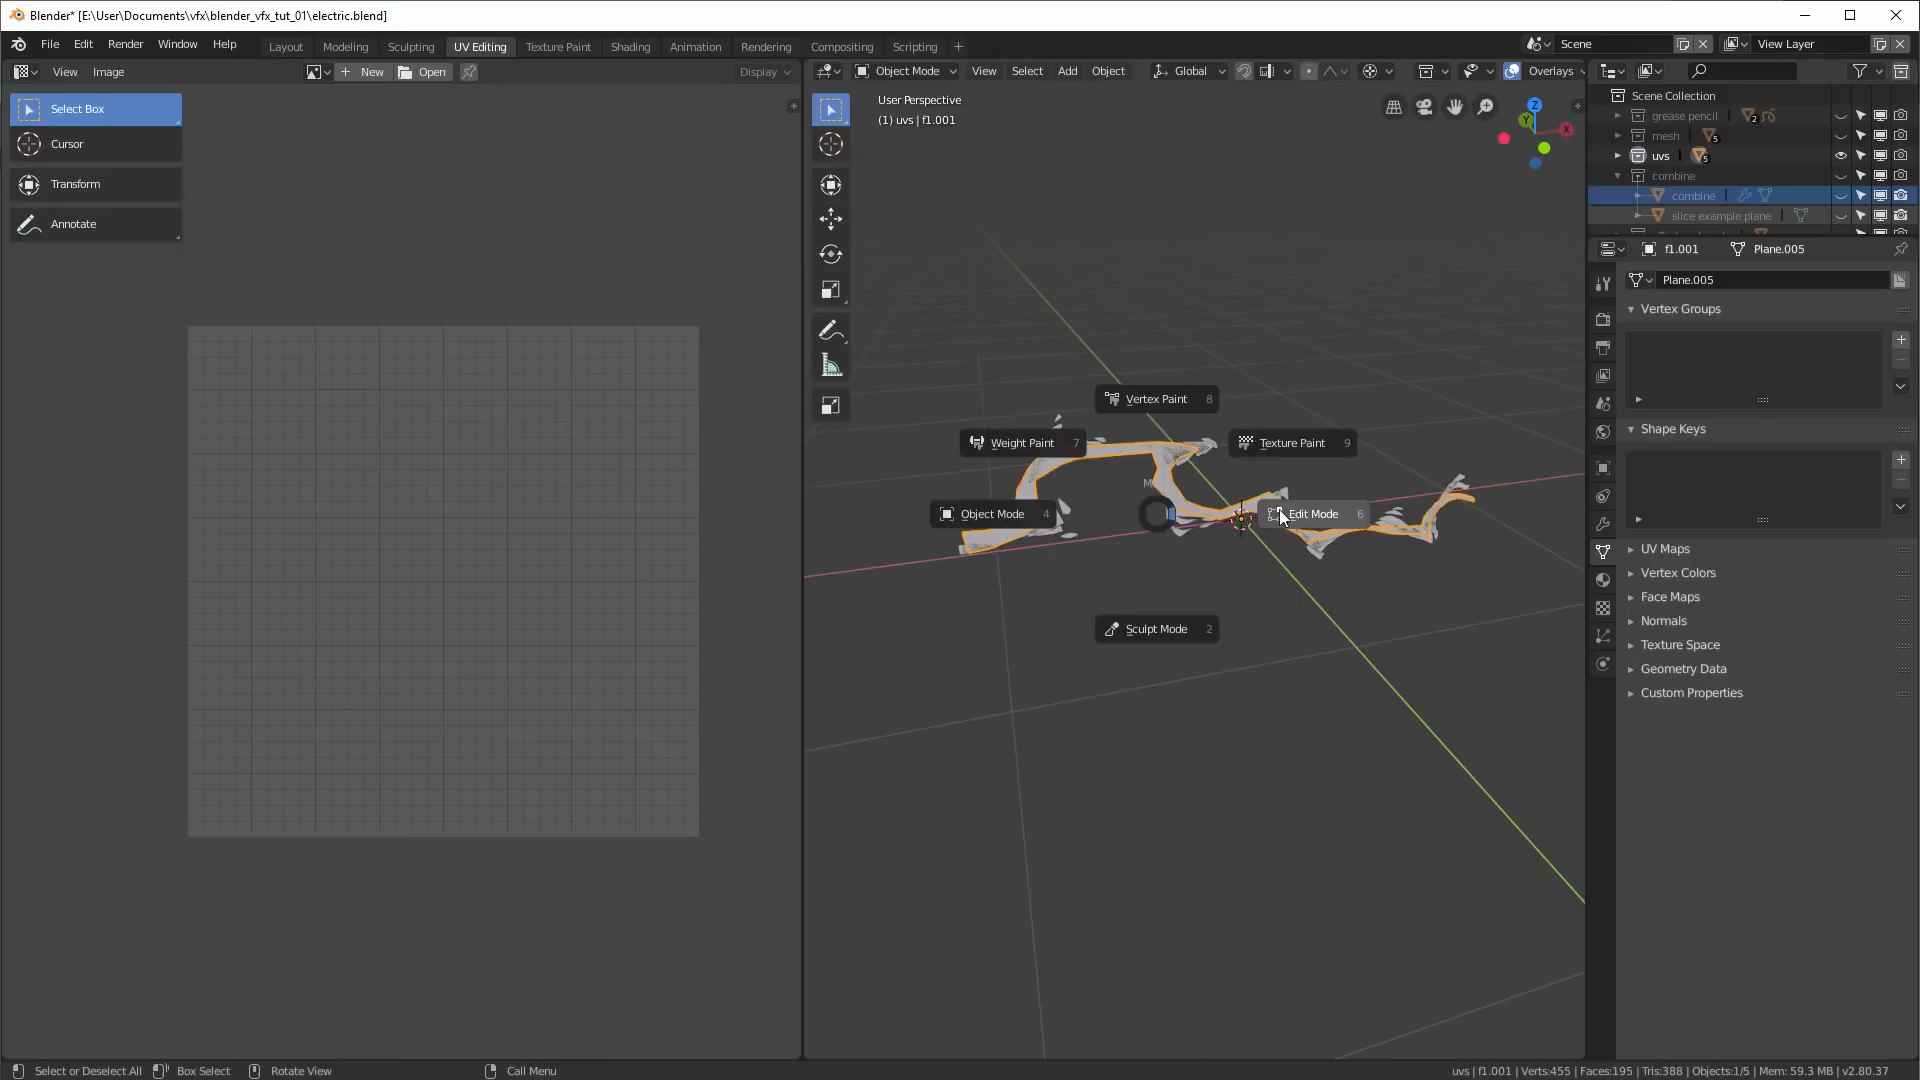 Blender* [E:\User\Documents\vfx\blender_vfx_tut_01\electric.blend]
File Edit Render Window Help Layout Modeling Sculpting UV Editing Texture Paint Shading Animation Rendering Compositing Scripting + Scene View Layer
View Image + New Open Display Object Mode View Select Add Object Global Overlays
Select Box
Cursor
Transform
Annotate
User Perspective
(1) uvs | f1.001
Z
Y
X
Scene Collection
grease pencil 2
mesh 5
uvs 5
combine
combine
slice example plane
f1.001 Plane.005
Plane.005
Vertex Groups
Shape Keys
UV Maps
Vertex Colors
Face Maps
Normals
Texture Space
Geometry Data
Custom Properties
Vertex Paint 8
Weight Paint 7
Texture Paint 9
M
Object Mode 4
Edit Mode 6
Sculpt Mode 2
Select or Deselect All Box Select Rotate View Call Menu uvs | f1.001 | Verts:455 | Faces:195 | Tris:388 | Objects:1/5 | Mem: 59.3 MB | v2.80.37